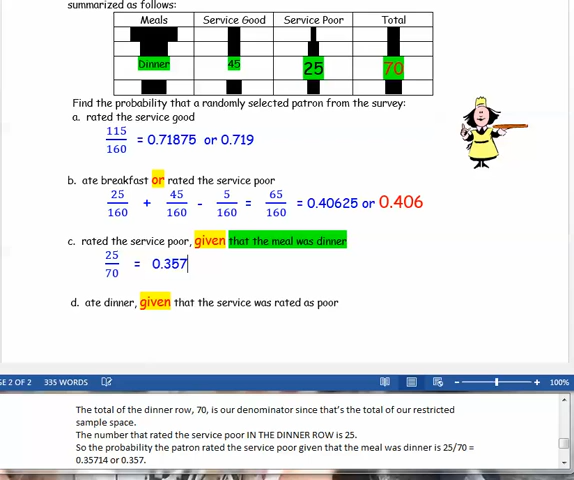 summarized as follows:
Meals Service Good Service Poor Total
Dinner 45 25 70
Find the probability that a randomly selected patron from the survey:
a. rated the service good
115/160 = 0.71875 or 0.719
b. ate breakfast or rated the service poor
25/160 + 45/160 - 5/160 = 65/160 = 0.40625 or 0.406
c. rated the service poor, given that the meal was dinner
25/70 = 0.357
d. ate dinner, given that the service was rated as poor
GE 2 OF 2 335 WORDS 100%
The total of the dinner row, 70, is our denominator since that's the total of our restricted
sample space.
The number that rated the service poor IN THE DINNER ROW is 25.
So the probability the patron rated the service poor given that the meal was dinner is 25/70 =
0.35714 or 0.357.